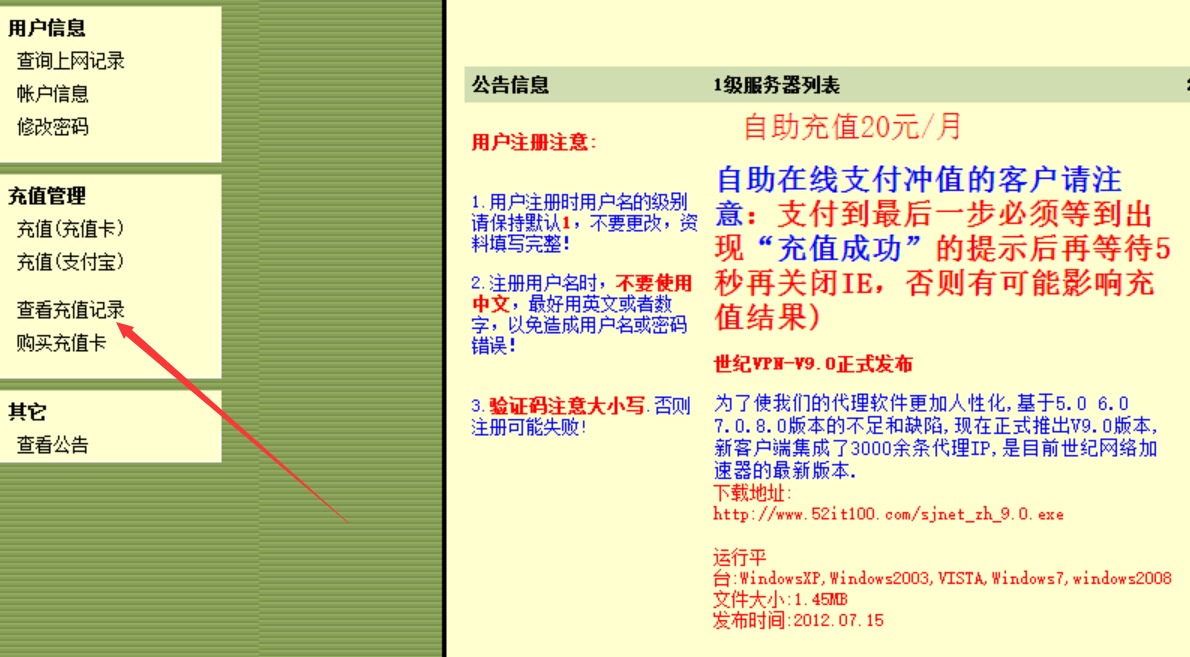 用户信息
查询上网记录
帐户信息
修改密码
充值管理
充值(充值卡)
充值(支付宝)
查看充值记录
购买充值卡
其它
查看公告
公告信息
用户注册注意:
1.用户注册时用户名的级别
请保持默认1，不要更改，资
料填写完整!
2.注册用户名时，不要使用
中文，最好用英文或者数
字，以免造成用户名或密码
错误!
3.验证码注意大小写.否则
注册可能失败!
1级服务器列表
自助充值20元/月
自助在线支付冲值的客户请注
意：支付到最后一步必须等到出
现“充值成功”的提示后再等待5
秒再关闭IE，否则有可能影响充
值结果)
世纪VPN-V9.0正式发布
为了使我们的代理软件更加人性化,基于5.0 6.0
7.0.8.0版本的不足和缺陷,现在正式推出V9.0版本,
新客户端集成了3000余条代理IP,是目前世纪网络加
速器的最新版本.
下载地址:
http://www.52it100.com/sjnet_zh_9.0.exe
运行平
台:WindowsXP,Windows2003,VISTA,Windows7,windows2008
文件大小:1.45MB
发布时间:2012.07.15